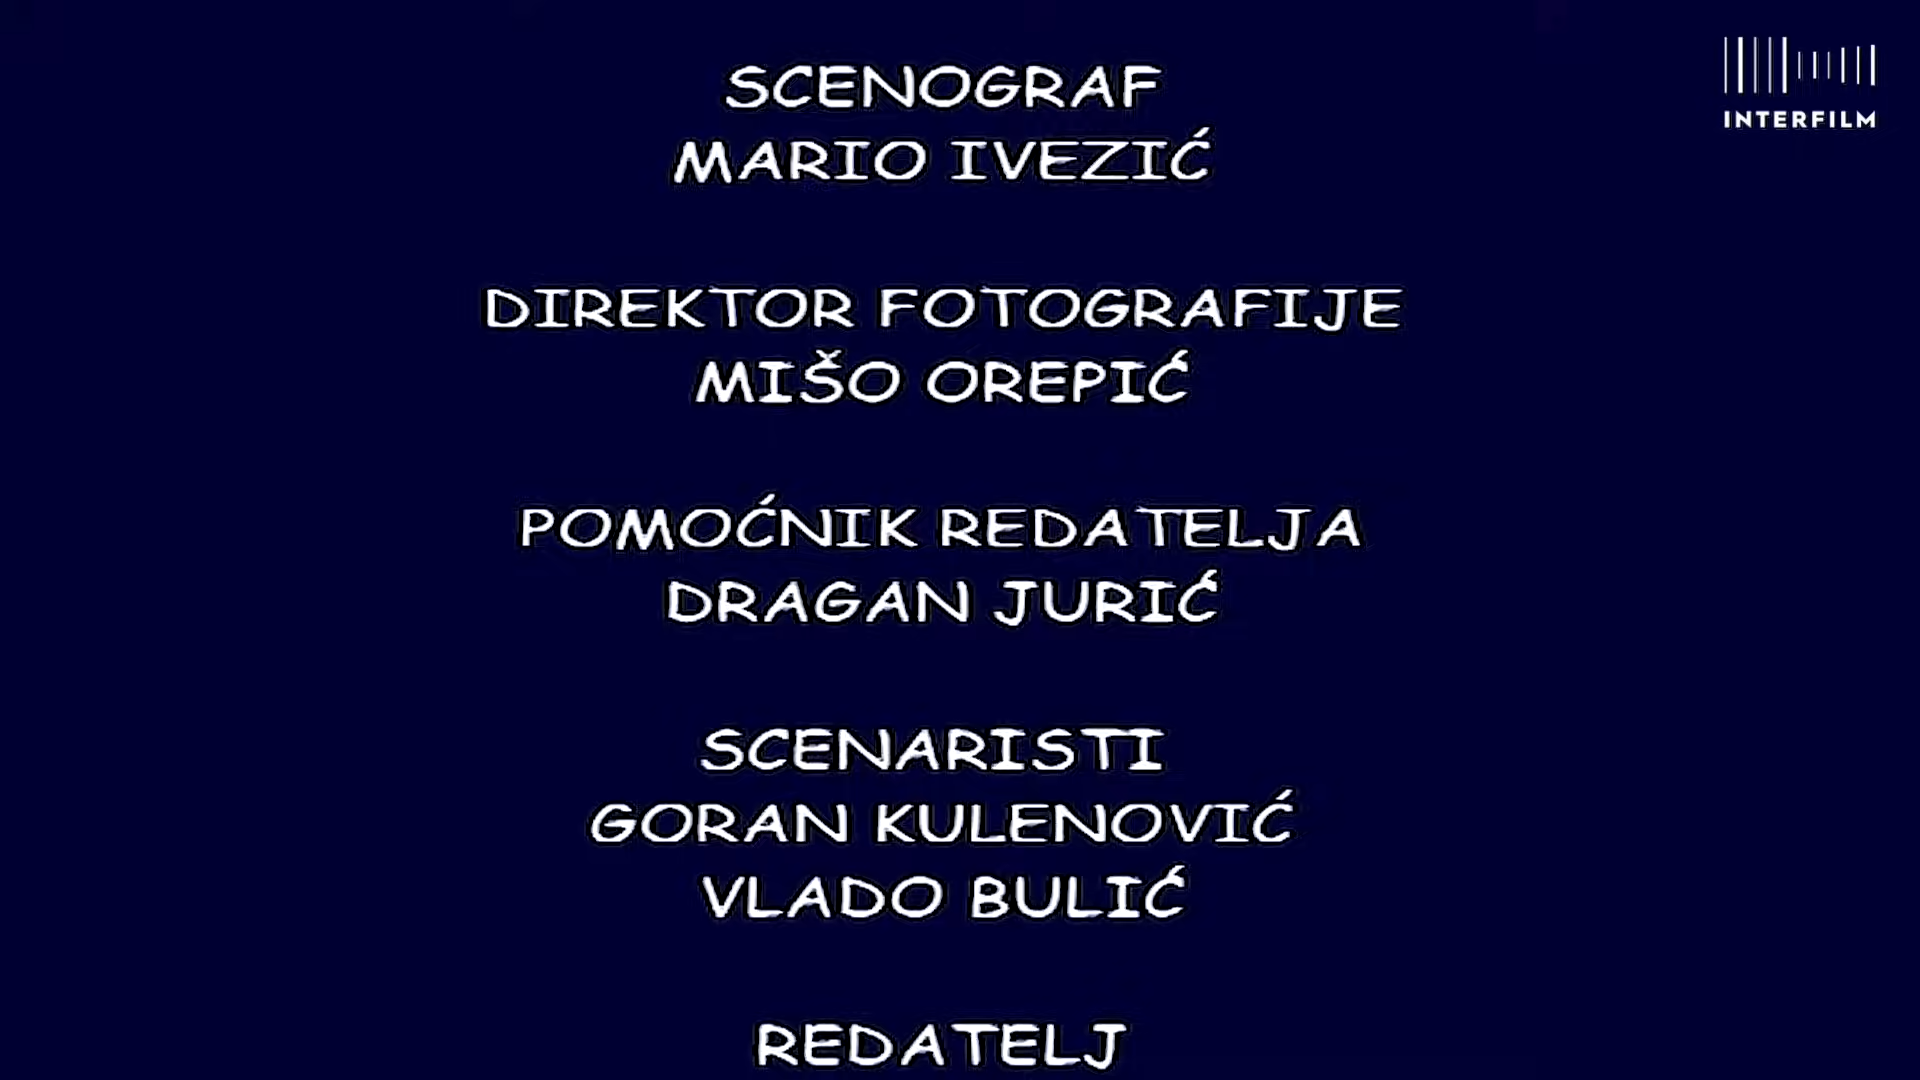 SCENOGRAF
MARIO IVEZIĆ
DIREKTOR FOTOGRAFIJE
MIŠO OREPIĆ
POMOĆNIK REDATELJA
DRAGAN JURIĆ
SCENARISTI
GORAN KULENOVIĆ
VLADO BULIĆ
REDATELJ
INTERFILM